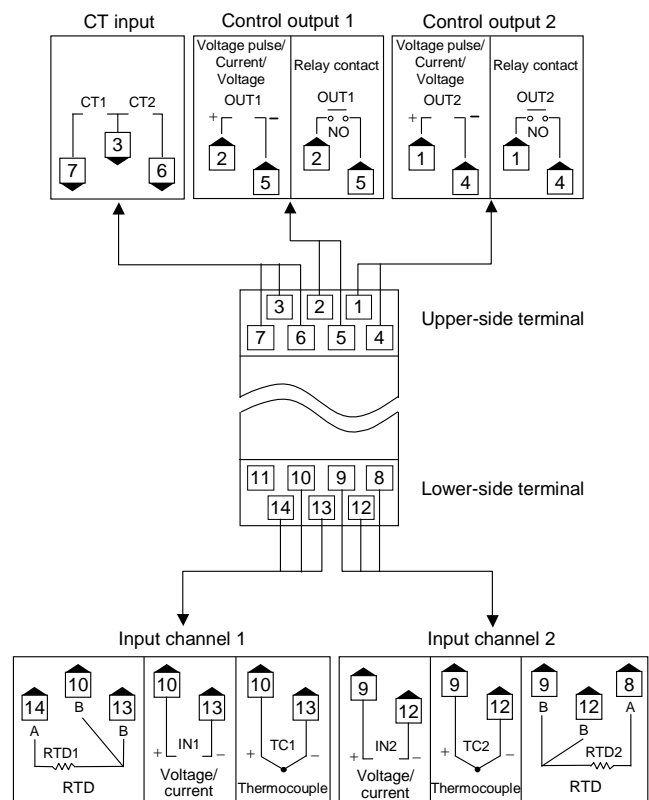 CT input
Control output 1
Control output 2
Voltage pulse/
Current/
Voltage
Relay contact
Voltage pulse/
Current/
Voltage
Relay contact
CT1 CT2
3
7 6
OUT1
+ −
2
5
OUT1
NO
2
5
OUT2
+ −
1
4
OUT2
NO
1
4
3 2 1
7 6 5 4
Upper-side terminal
11 10 9 8
14 13 12
Lower-side terminal
Input channel 1
Input channel 2
14 10 13
A B B
RTD1
RTD
10 13
+ IN1 −
Voltage/
current
10 13
+ TC1 −
Thermocouple
9 12
+ IN2 −
Voltage/
current
9 12
+ TC2 −
Thermocouple
9 12 8
B B A
RTD2
RTD